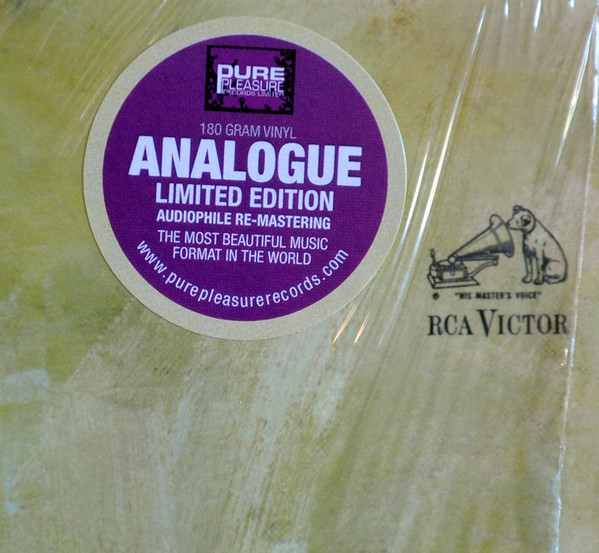 PURE
PLEASURE
RECORDS LIMITED
180 GRAM VINYL
ANALOGUE
LIMITED EDITION
AUDIOPHILE RE-MASTERING
THE MOST BEAUTIFUL MUSIC
FORMAT IN THE WORLD
www.purepleasurerecords.com
"HIS MASTER'S VOICE"
RCA VICTOR